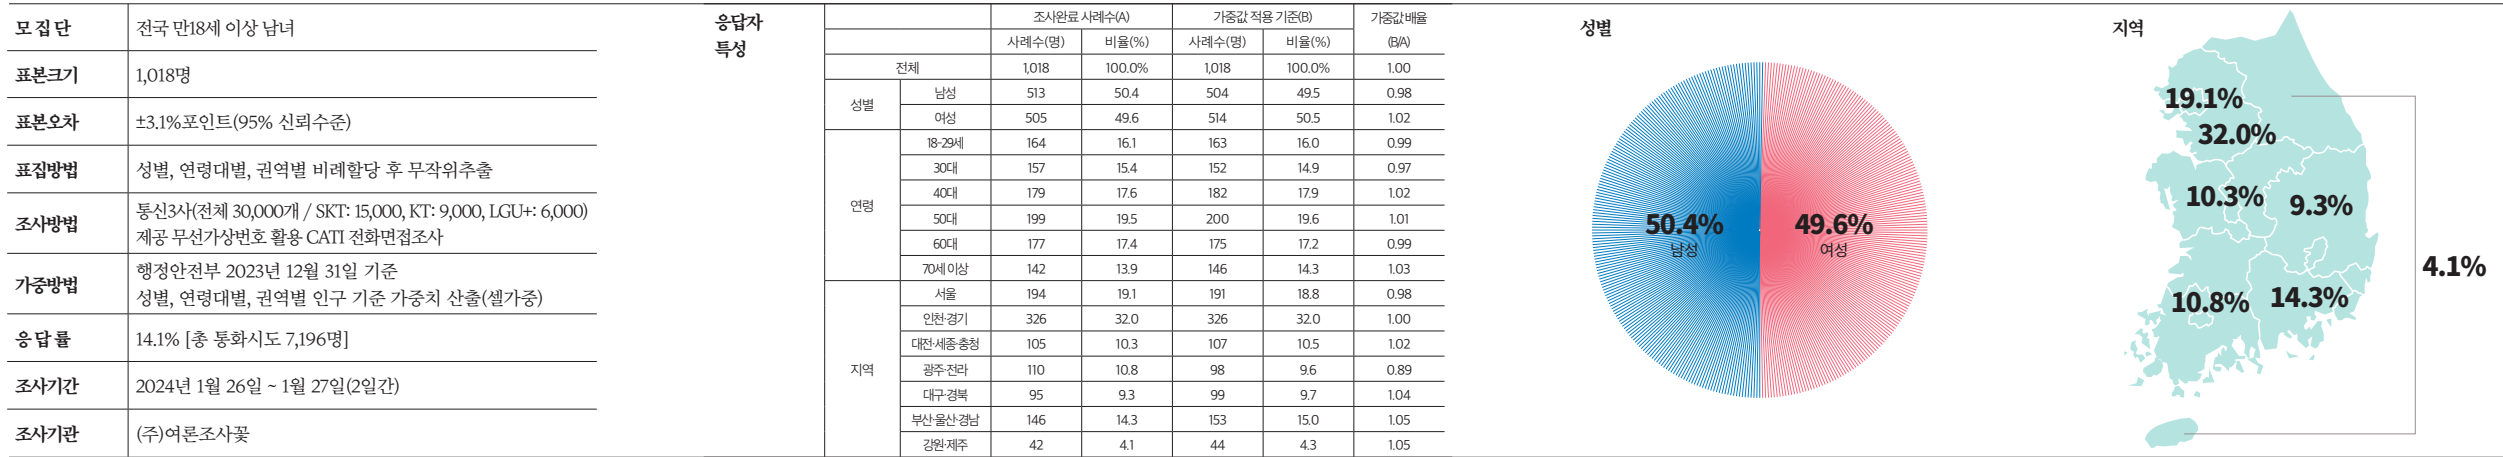 모 집 단 전국 만18세 이상 남녀
표본크기 1,018명
표본오차 ±3.1%포인트(95% 신뢰수준)
표집방법 성별, 연령대별, 권역별 비례할당 후 무작위추출
조사방법 통신3사(전체 30,000개 / SKT: 15,000, KT: 9,000, LGU+: 6,000)
제공 무선가상번호 활용 CATI 전화면접조사
가중방법 행정안전부 2023년 12월 31일 기준
성별, 연령대별, 권역별 인구 기준 가중치 산출(셀가중)
응 답 률 14.1% [총 통화시도 7,196명]
조사기간 2024년 1월 26일 ~ 1월 27일(2일간)
조사기관 (주)여론조사꽃
응답자
특성
조사완료 사례수(A) 가중값 적용 기준(B) 가중값 배율
사례수(명) 비율(%) 사례수(명) 비율(%) (B/A)
전체 1,018 100.0% 1,018 100.0% 1.00
성별 남성 513 50.4 504 49.5 0.98
여성 505 49.6 514 50.5 1.02
연령 18-29세 164 16.1 163 16.0 0.99
30대 157 15.4 152 14.9 0.97
40대 179 17.6 182 17.9 1.02
50대 199 19.5 200 19.6 1.01
60대 177 17.4 175 17.2 0.99
70세 이상 142 13.9 146 14.3 1.03
지역 서울 194 19.1 191 18.8 0.98
인천·경기 326 32.0 326 32.0 1.00
대전·세종·충청 105 10.3 107 10.5 1.02
광주·전라 110 10.8 98 9.6 0.89
대구·경북 95 9.3 99 9.7 1.04
부산·울산·경남 146 14.3 153 15.0 1.05
강원·제주 42 4.1 44 4.3 1.05
성별
50.4% 49.6%
남성 여성
지역
19.1%
32.0%
10.3% 9.3%
4.1%
10.8% 14.3%